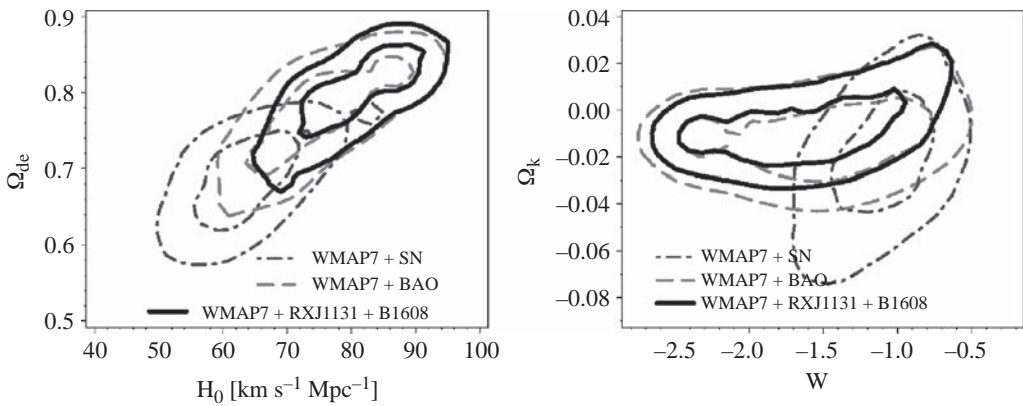 0.9
0.8
0.7
0.6
0.5
Ω_de
WMAP7 + SN
WMAP7 + BAO
WMAP7 + RXJ1131 + B1608
40 50 60 70 80 90 100
H₀ [km s⁻¹ Mpc⁻¹]
0.04
0.02
0.00
−0.02
−0.04
−0.06
−0.08
Ω_k
WMAP7 + SN
WMAP7 + BAO
WMAP7 + RXJ1131 + B1608
−2.5 −2.0 −1.5 −1.0 −0.5
W